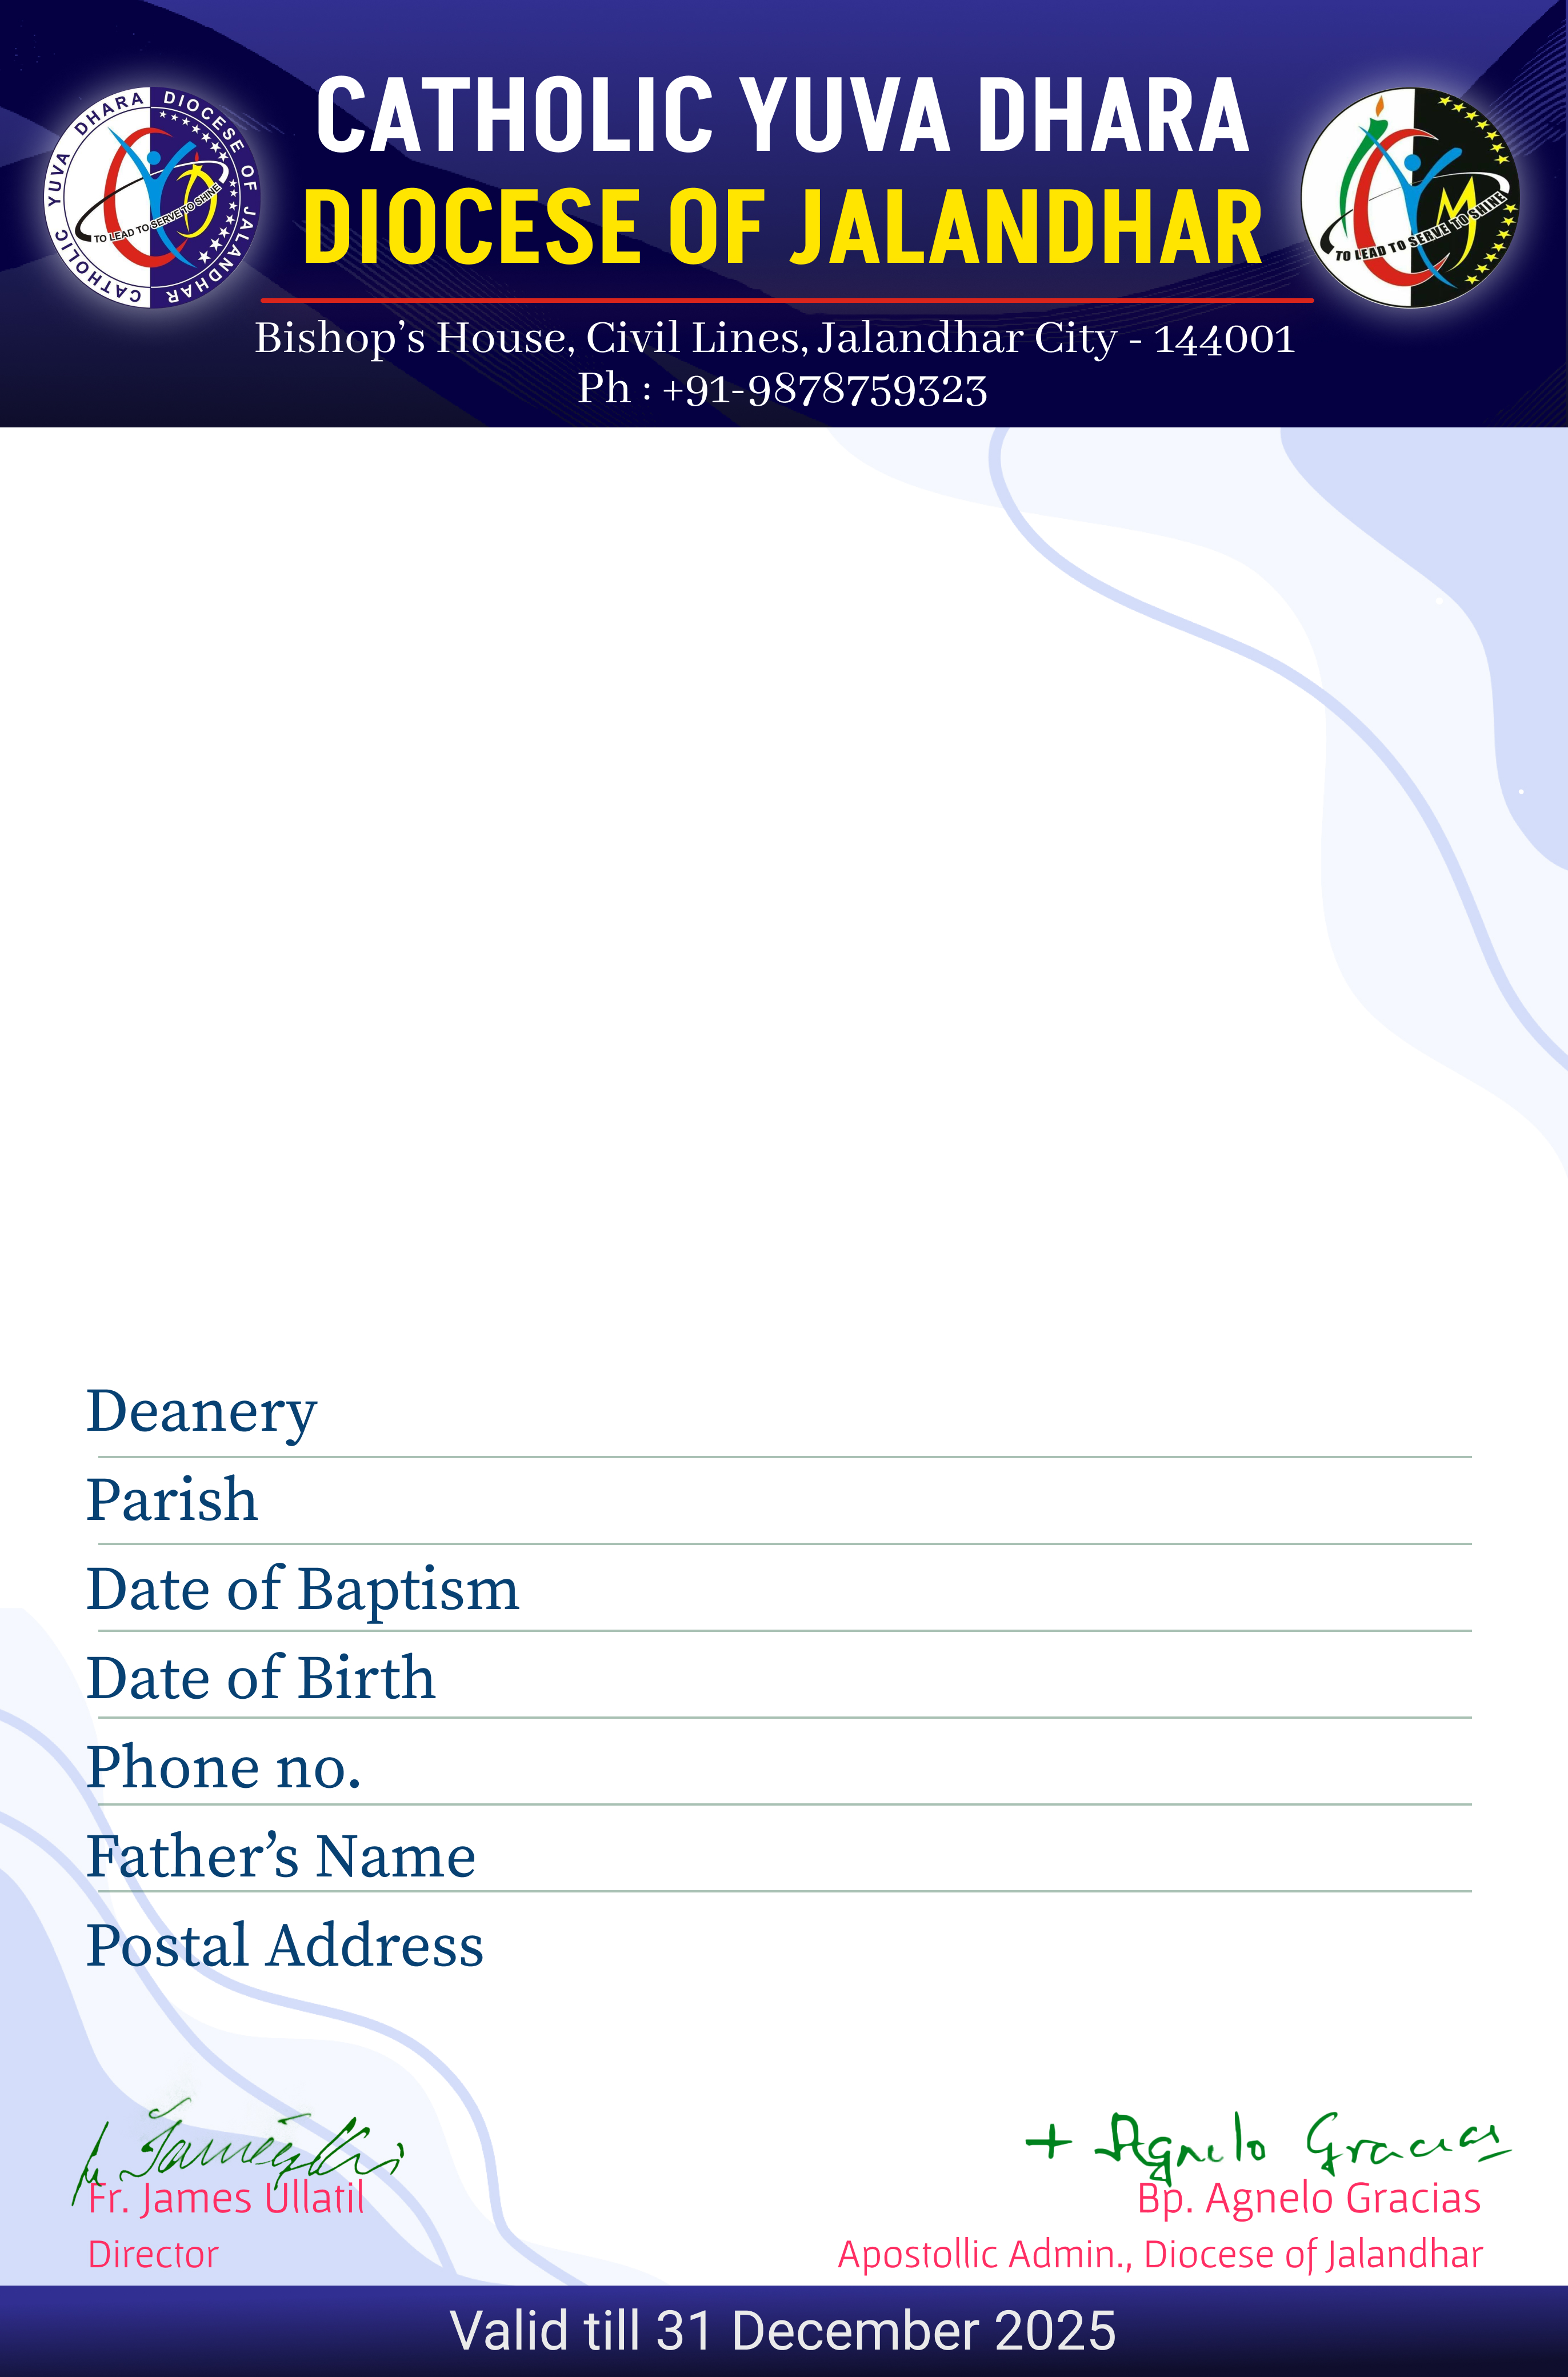 CATHOLIC YUVA DHARA
DIOCESE OF JALANDHAR
CATHOLIC YUVA DHARA DIOCESE OF JALANDHAR
TO LEAD TO SERVE TO SHINE
TO LEAD TO SERVE TO SHINE
Bishop’s House, Civil Lines, Jalandhar City - 144001
Ph : +91-9878759323
Deanery
Parish
Date of Baptism
Date of Birth
Phone no.
Father’s Name
Postal Address
+ Agnelo Gracias
Fr. James Ullatil
Director
Bp. Agnelo Gracias
Apostollic Admin., Diocese of Jalandhar
Valid till 31 December 2025